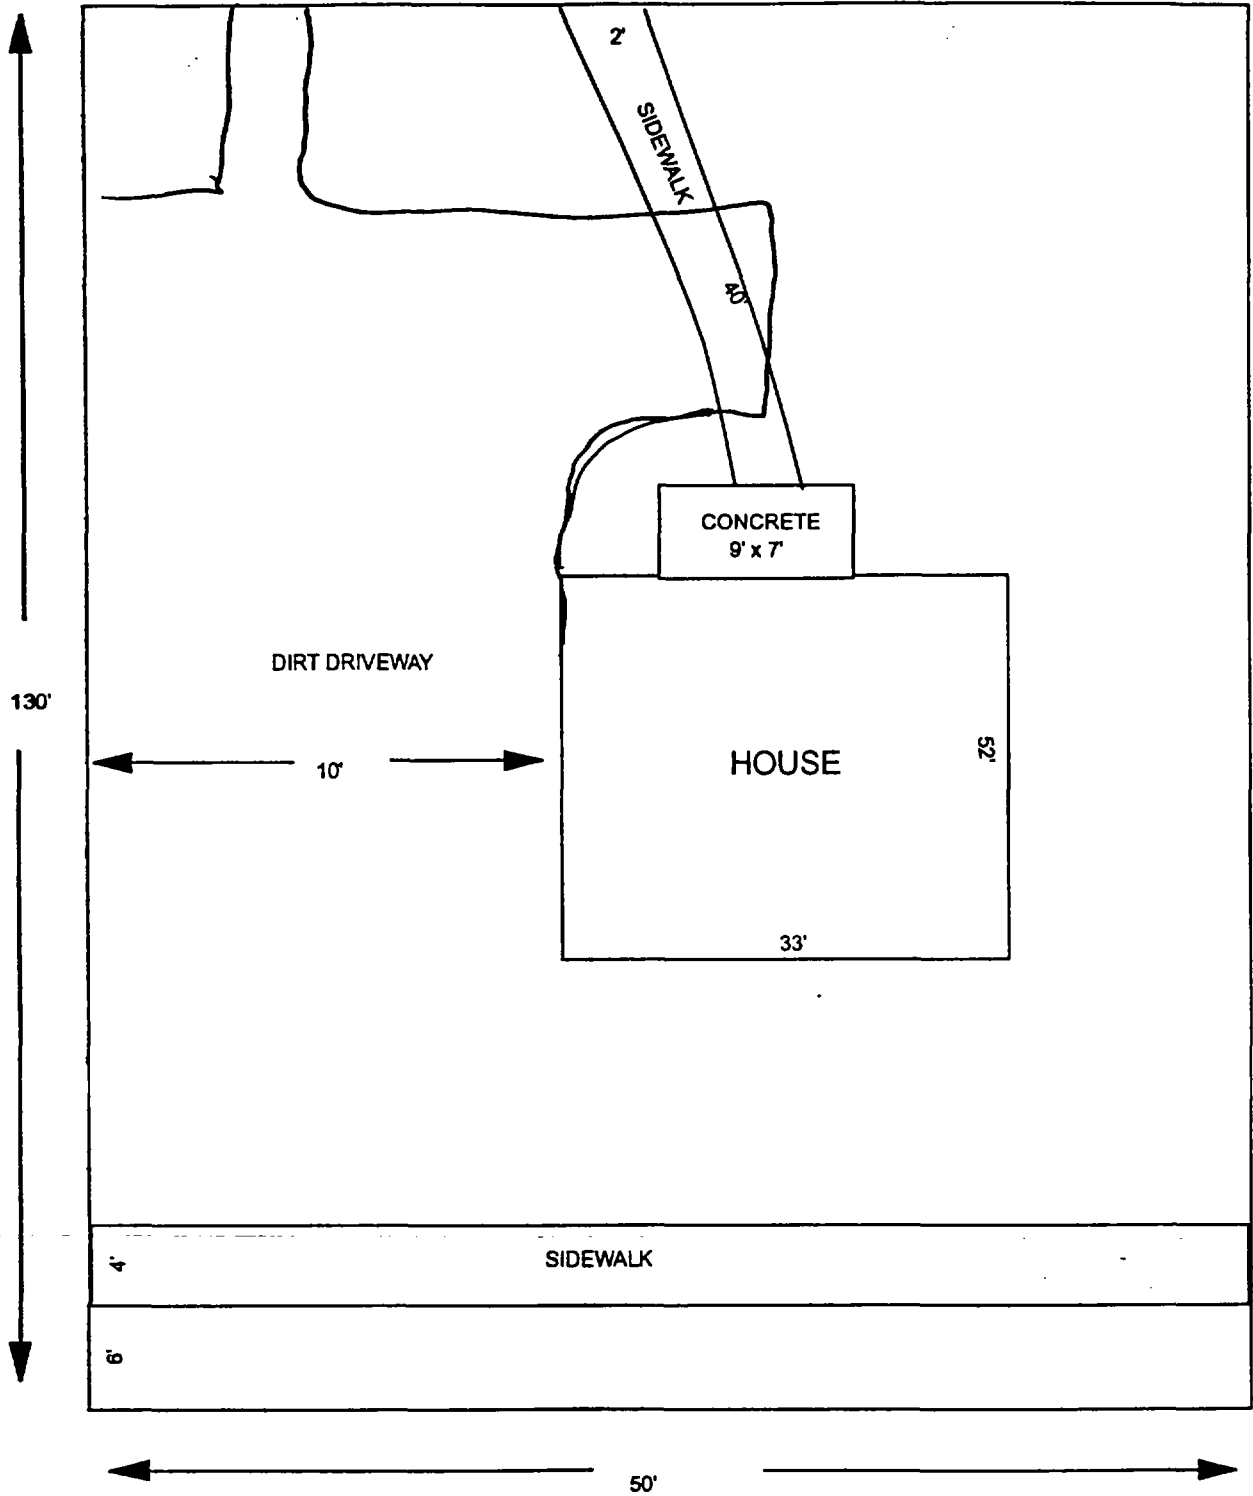 2'
SIDEWALK
40'
CONCRETE
9' x 7'
DIRT DRIVEWAY
130'
10'
HOUSE
52'
33'
4'
SIDEWALK
6'
50'